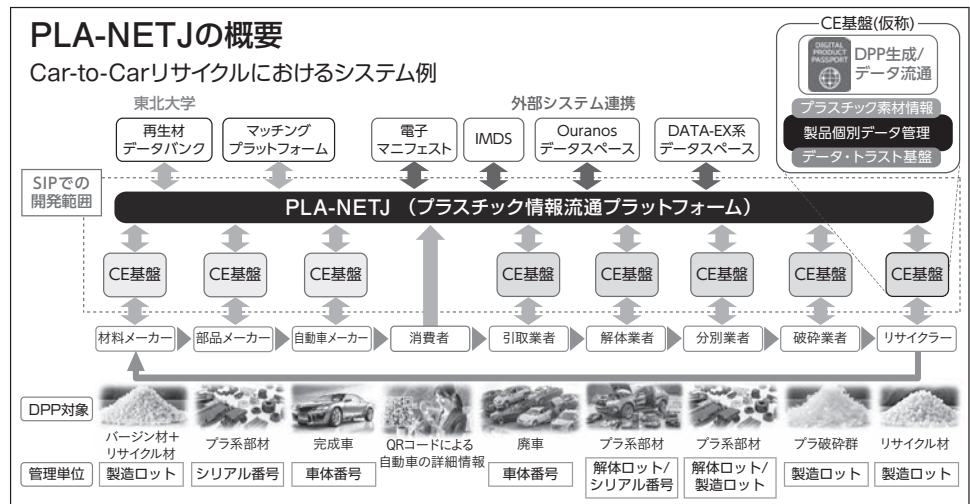 PLA-NETJの概要
Car-to-Carリサイクルにおけるシステム例
CE基盤(仮称)
DIGITAL
PRODUCT
PASSPORT
DPP生成/
データ流通
プラスチック素材情報
製品個別データ管理
データ・トラスト基盤
東北大学
外部システム連携
再生材
データバンク
マッチング
プラットフォーム
電子
マニフェスト
IMDS
Ouranos
データスペース
DATA-EX系
データスペース
SIPでの
開発範囲
PLA-NETJ （プラスチック情報流通プラットフォーム）
CE基盤
CE基盤
CE基盤
CE基盤
CE基盤
CE基盤
CE基盤
CE基盤
材料メーカー
部品メーカー
自動車メーカー
消費者
引取業者
解体業者
分別業者
破砕業者
リサイクラー
DPP対象
バージン材＋
リサイクル材
プラ系部材
完成車
QRコードによる
自動車の詳細情報
廃車
プラ系部材
プラ系部材
プラ破砕群
リサイクル材
管理単位
製造ロット
シリアル番号
車体番号
車体番号
解体ロット/
シリアル番号
解体ロット/
製造ロット
製造ロット
製造ロット